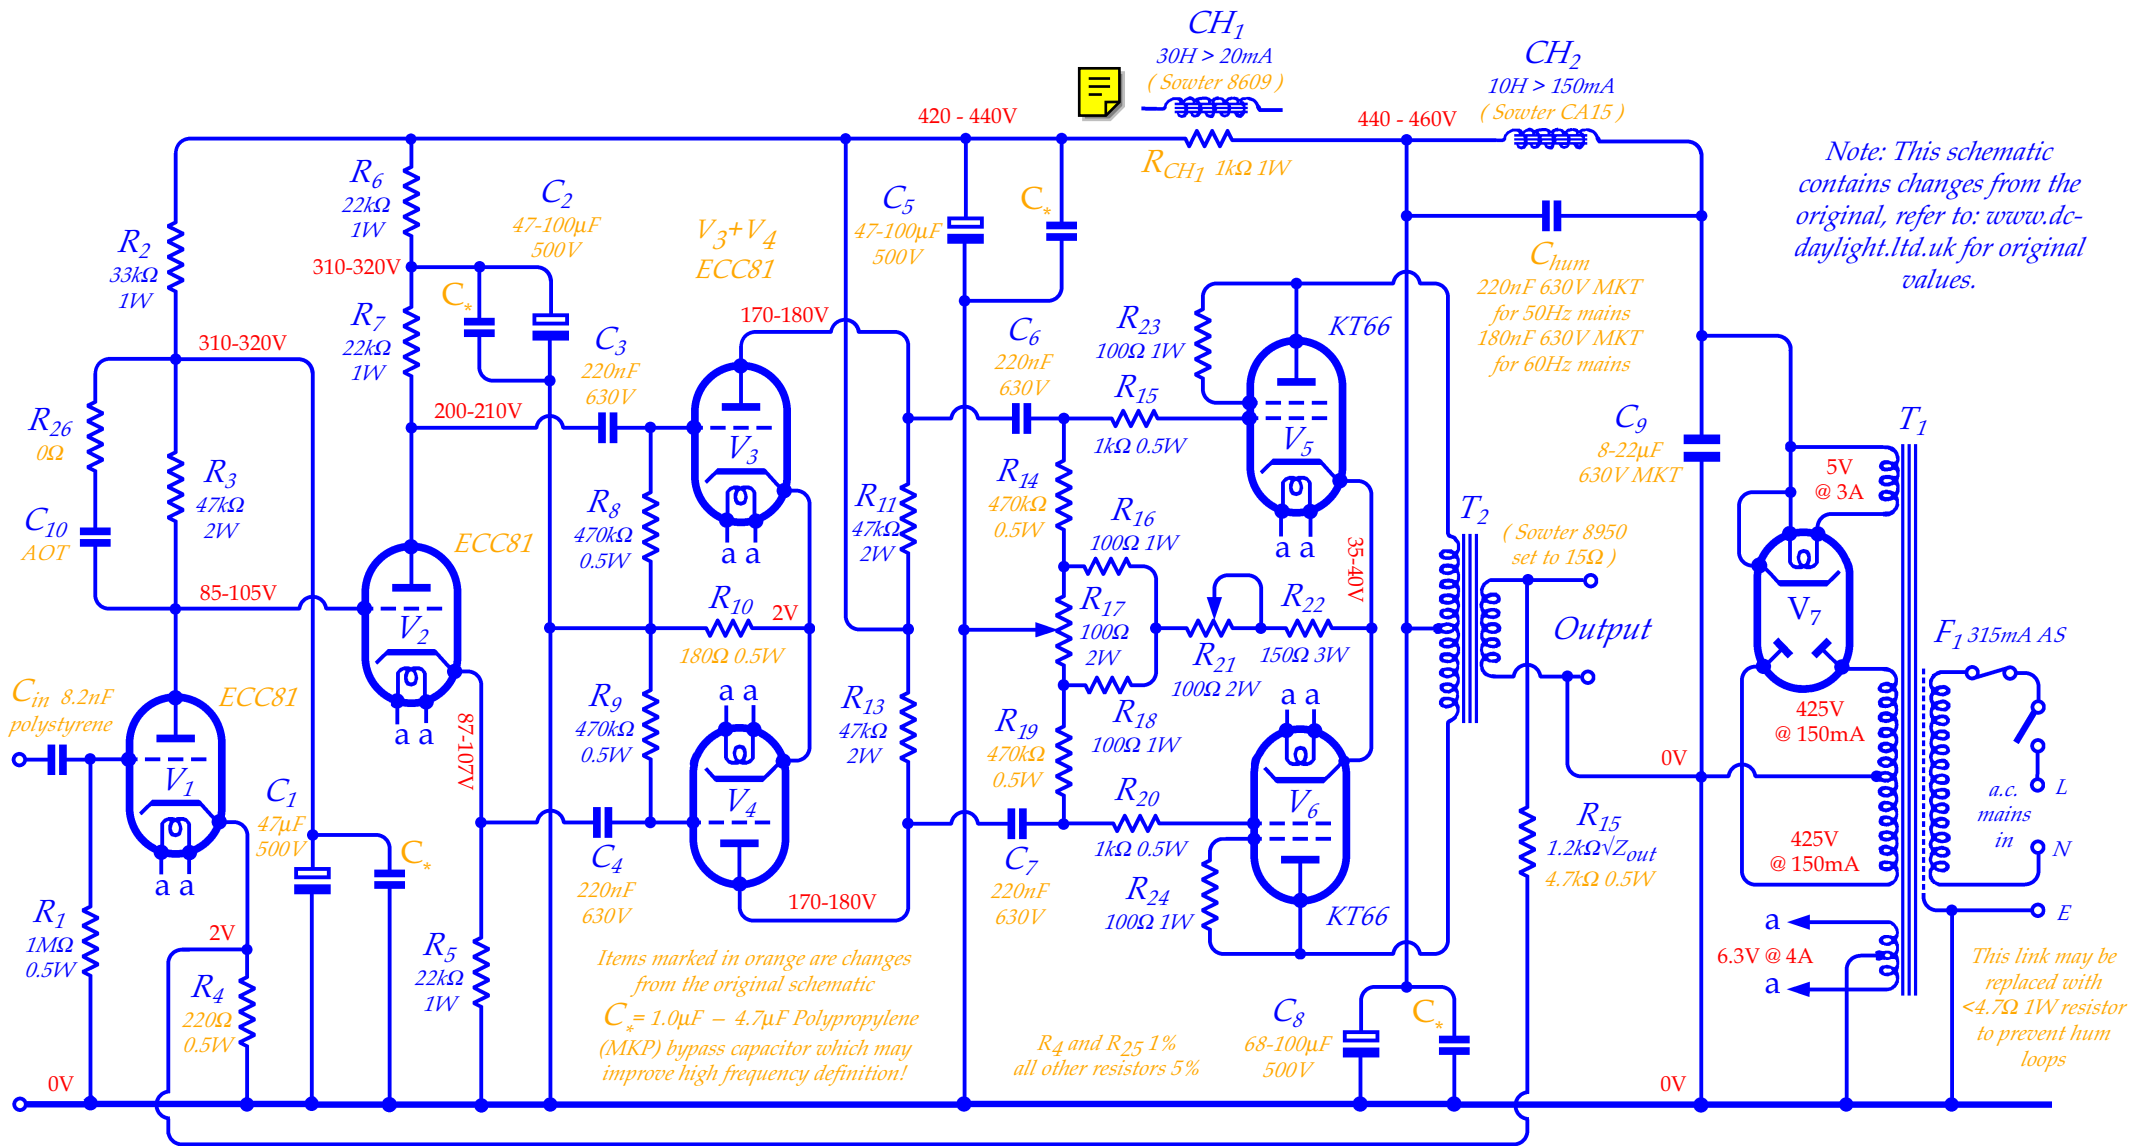 CH1
30H > 20mA
( Sowter 8609 )
CH2
10H > 150mA
( Sowter CA15 )
420 - 440V
440 - 460V
RCH1 1kΩ 1W
Note: This schematic
contains changes from the
original, refer to: www.dc-
daylight.ltd.uk for original
values.
R2
33kΩ
1W
R6
22kΩ
1W
310-320V
C2
47-100µF
500V
C*
V3+V4
ECC81
C5
47-100µF
500V
C*
Chum
220nF 630V MKT
for 50Hz mains
180nF 630V MKT
for 60Hz mains
310-320V
R7
22kΩ
1W
C3
220nF
630V
170-180V
C6
220nF
630V
R23
100Ω 1W
KT66
R26
0Ω
R3
47kΩ
2W
C10
AOT
200-210V
V3
R15
1kΩ 0.5W
V5
C9
8-22µF
630V MKT
T1
5V
@ 3A
ECC81
R8
470kΩ
0.5W
a a
R11
47kΩ
2W
R14
470kΩ
0.5W
R16
100Ω 1W
a a
35-40V
T2
( Sowter 8950
set to 15Ω )
85-105V
V2
R10
180Ω 0.5W
2V
R17
100Ω
2W
R21
100Ω 2W
R22
150Ω 3W
Output
V7
F1 315mA AS
Cin 8.2nF
polystyrene
ECC81
V1
a a
87-107V
R9
470kΩ
0.5W
a a
V4
R13
47kΩ
2W
R19
470kΩ
0.5W
R18
100Ω 1W
a a
V6
425V
@ 150mA
0V
a.c.
mains
in
L
N
E
C1
47µF
500V
C*
a a
C4
220nF
630V
170-180V
C7
220nF
630V
R20
1kΩ 0.5W
R24
100Ω 1W
KT66
R15
1.2kΩ√Zout
4.7kΩ 0.5W
425V
@ 150mA
R1
1MΩ
0.5W
2V
R4
220Ω
0.5W
R5
22kΩ
1W
Items marked in orange are changes
from the original schematic
C*= 1.0µF – 4.7µF Polypropylene
(MKP) bypass capacitor which may
improve high frequency definition!
R4 and R25 1%
all other resistors 5%
C8
68-100µF
500V
C*
a
6.3V @ 4A
a
This link may be
replaced with
<4.7Ω 1W resistor
to prevent hum
loops
0V
0V